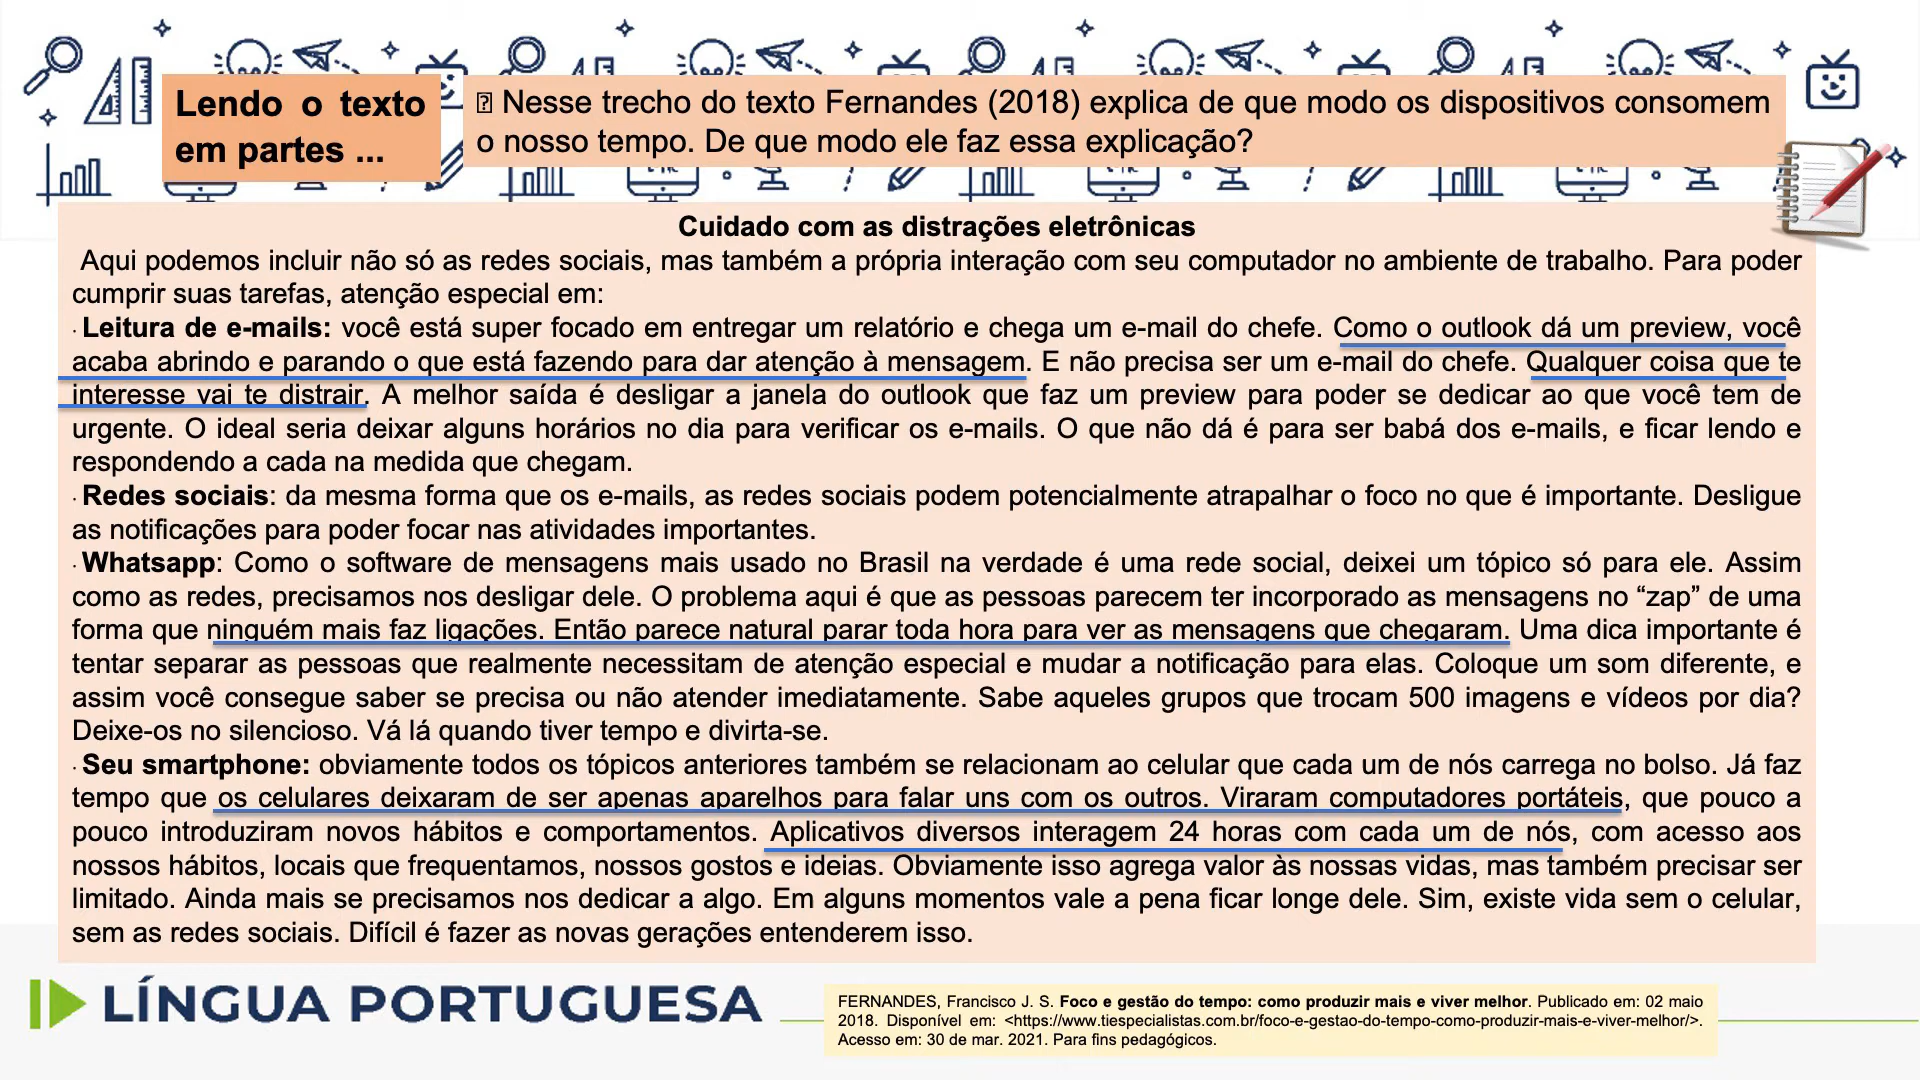 Lendo o texto
em partes ...
Nesse trecho do texto Fernandes (2018) explica de que modo os dispositivos consomem
o nosso tempo. De que modo ele faz essa explicação?
Cuidado com as distrações eletrônicas
Aqui podemos incluir não só as redes sociais, mas também a própria interação com seu computador no ambiente de trabalho. Para poder
cumprir suas tarefas, atenção especial em:
· Leitura de e-mails: você está super focado em entregar um relatório e chega um e-mail do chefe. Como o outlook dá um preview, você
acaba abrindo e parando o que está fazendo para dar atenção à mensagem. E não precisa ser um e-mail do chefe. Qualquer coisa que te
interesse vai te distrair. A melhor saída é desligar a janela do outlook que faz um preview para poder se dedicar ao que você tem de
urgente. O ideal seria deixar alguns horários no dia para verificar os e-mails. O que não dá é para ser babá dos e-mails, e ficar lendo e
respondendo a cada na medida que chegam.
· Redes sociais: da mesma forma que os e-mails, as redes sociais podem potencialmente atrapalhar o foco no que é importante. Desligue
as notificações para poder focar nas atividades importantes.
· Whatsapp: Como o software de mensagens mais usado no Brasil na verdade é uma rede social, deixei um tópico só para ele. Assim
como as redes, precisamos nos desligar dele. O problema aqui é que as pessoas parecem ter incorporado as mensagens no “zap” de uma
forma que ninguém mais faz ligações. Então parece natural parar toda hora para ver as mensagens que chegaram. Uma dica importante é
tentar separar as pessoas que realmente necessitam de atenção especial e mudar a notificação para elas. Coloque um som diferente, e
assim você consegue saber se precisa ou não atender imediatamente. Sabe aqueles grupos que trocam 500 imagens e vídeos por dia?
Deixe-os no silencioso. Vá lá quando tiver tempo e divirta-se.
· Seu smartphone: obviamente todos os tópicos anteriores também se relacionam ao celular que cada um de nós carrega no bolso. Já faz
tempo que os celulares deixaram de ser apenas aparelhos para falar uns com os outros. Viraram computadores portáteis, que pouco a
pouco introduziram novos hábitos e comportamentos. Aplicativos diversos interagem 24 horas com cada um de nós, com acesso aos
nossos hábitos, locais que frequentamos, nossos gostos e ideias. Obviamente isso agrega valor às nossas vidas, mas também precisar ser
limitado. Ainda mais se precisamos nos dedicar a algo. Em alguns momentos vale a pena ficar longe dele. Sim, existe vida sem o celular,
sem as redes sociais. Difícil é fazer as novas gerações entenderem isso.
LÍNGUA PORTUGUESA
FERNANDES, Francisco J. S. Foco e gestão do tempo: como produzir mais e viver melhor. Publicado em: 02 maio
2018. Disponível em: <https://www.tiespecialistas.com.br/foco-e-gestao-do-tempo-como-produzir-mais-e-viver-melhor/>.
Acesso em: 30 de mar. 2021. Para fins pedagógicos.